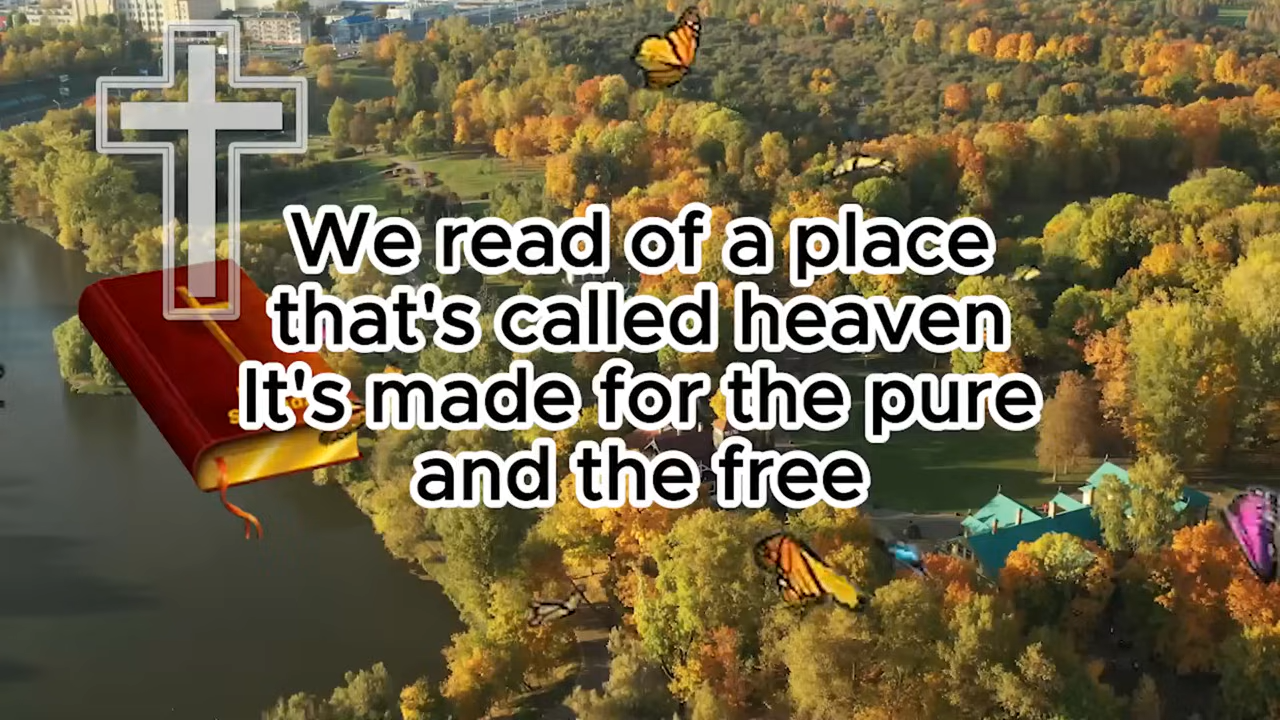 We read of a place
that's called heaven
It's made for the pure
and the free